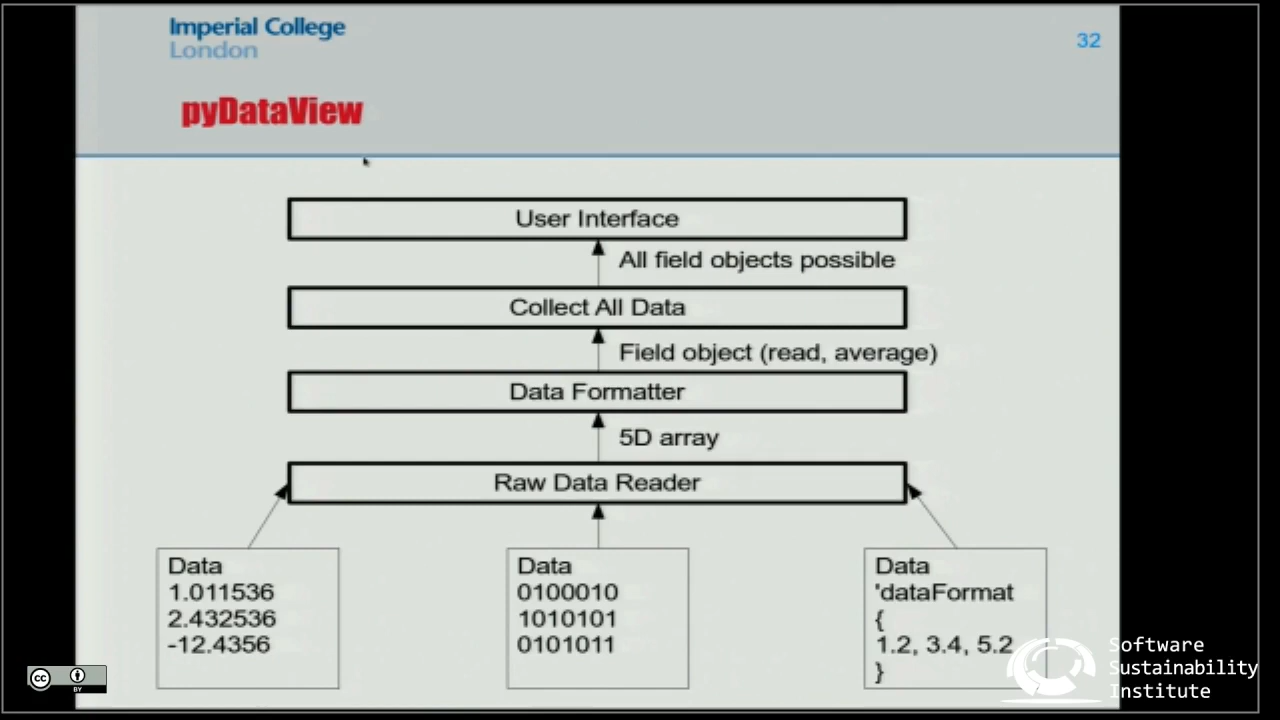 Imperial College
London
32
pyDataView
User Interface
All field objects possible
Collect All Data
Field object (read, average)
Data Formatter
5D array
Raw Data Reader
Data
1.011536
2.432536
-12.4356
Data
0100010
1010101
0101011
Data
'dataFormat
{
1.2, 3.4, 5.2
}
cc
BY
Software
Sustainability
Institute